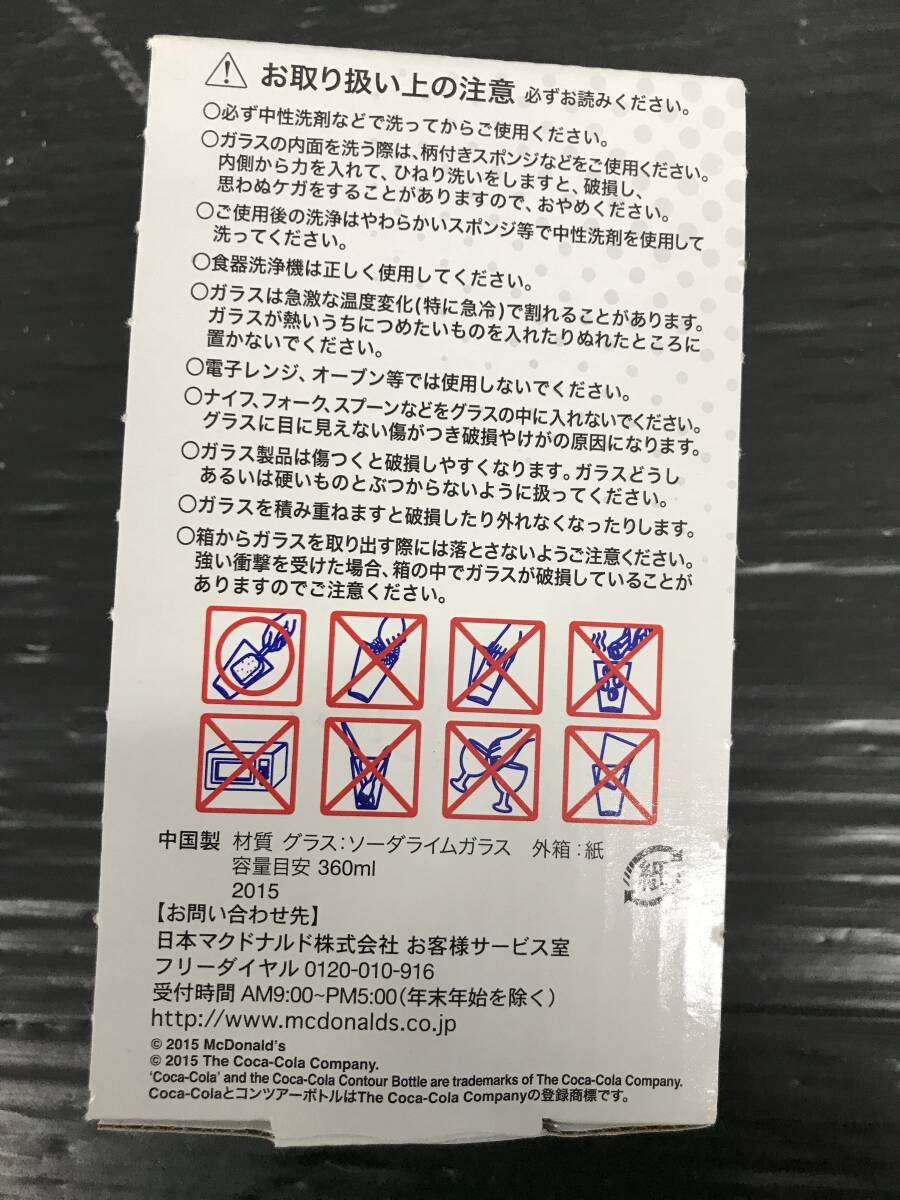 お取り扱い上の注意 必ずお読みください。
○必ず中性洗剤などで洗ってからご使用ください。
○ガラスの内面を洗う際は、柄付きスポンジなどをご使用ください。
内側から力を入れて、ひねり洗いをしますと、破損し、
思わぬケガをすることがありますので、おやめください。
○ご使用後の洗浄はやわらかいスポンジ等で中性洗剤を使用して
洗ってください。
○食器洗浄機は正しく使用してください。
○ガラスは急激な温度変化(特に急冷)で割れることがあります。
ガラスが熱いうちにつめたいものを入れたりぬれたところに
置かないでください。
○電子レンジ、オーブン等では使用しないでください。
○ナイフ、フォーク、スプーンなどをグラスの中に入れないでください。
グラスに目に見えない傷がつき破損やけがの原因になります。
○ガラス製品は傷つくと破損しやすくなります。ガラスどうし
あるいは硬いものとぶつからないように扱ってください。
○ガラスを積み重ねますと破損したり外れなくなったりします。
○箱からガラスを取り出す際には落とさないようご注意ください。
強い衝撃を受けた場合、箱の中でガラスが破損していることが
ありますのでご注意ください。
中国製 材質 グラス:ソーダライムガラス 外箱:紙
容量目安 360ml
2015
紙
【お問い合わせ先】
日本マクドナルド株式会社 お客様サービス室
フリーダイヤル 0120-010-916
受付時間 AM9:00~PM5:00(年末年始を除く)
http://www.mcdonalds.co.jp
© 2015 McDonald's
© 2015 The Coca-Cola Company.
'Coca-Cola' and the Coca-Cola Contour Bottle are trademarks of The Coca-Cola Company.
Coca-ColaとコンツアーボトルはThe Coca-Cola Companyの登録商標です。